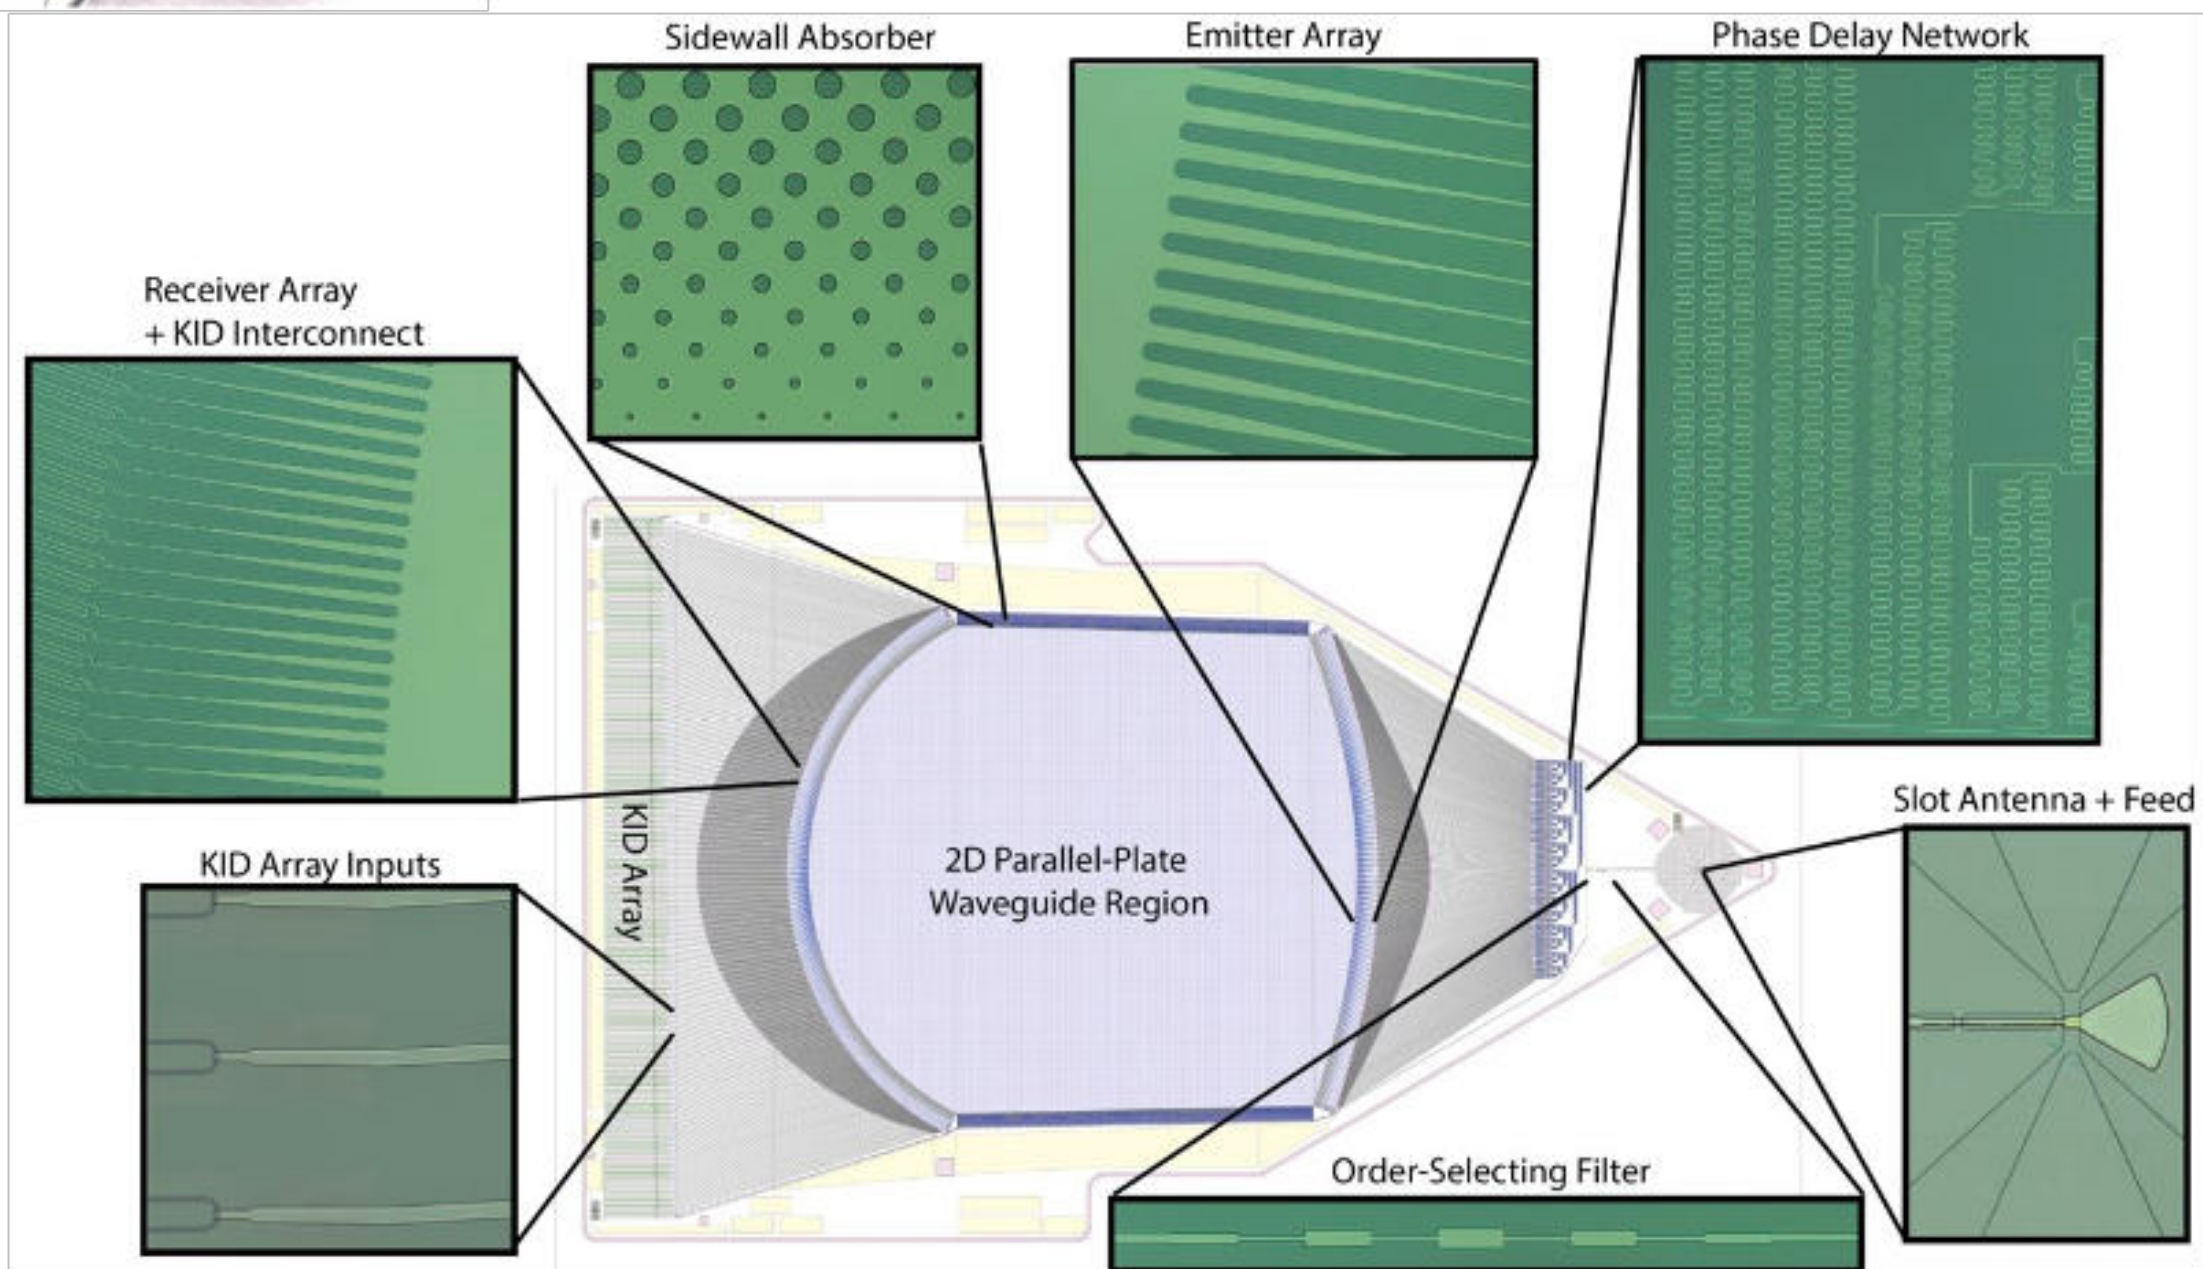 Sidewall Absorber
Emitter Array
Phase Delay Network
Receiver Array
+ KID Interconnect
KID Array Inputs
KID Array
2D Parallel-Plate
Waveguide Region
Slot Antenna + Feed
Order-Selecting Filter